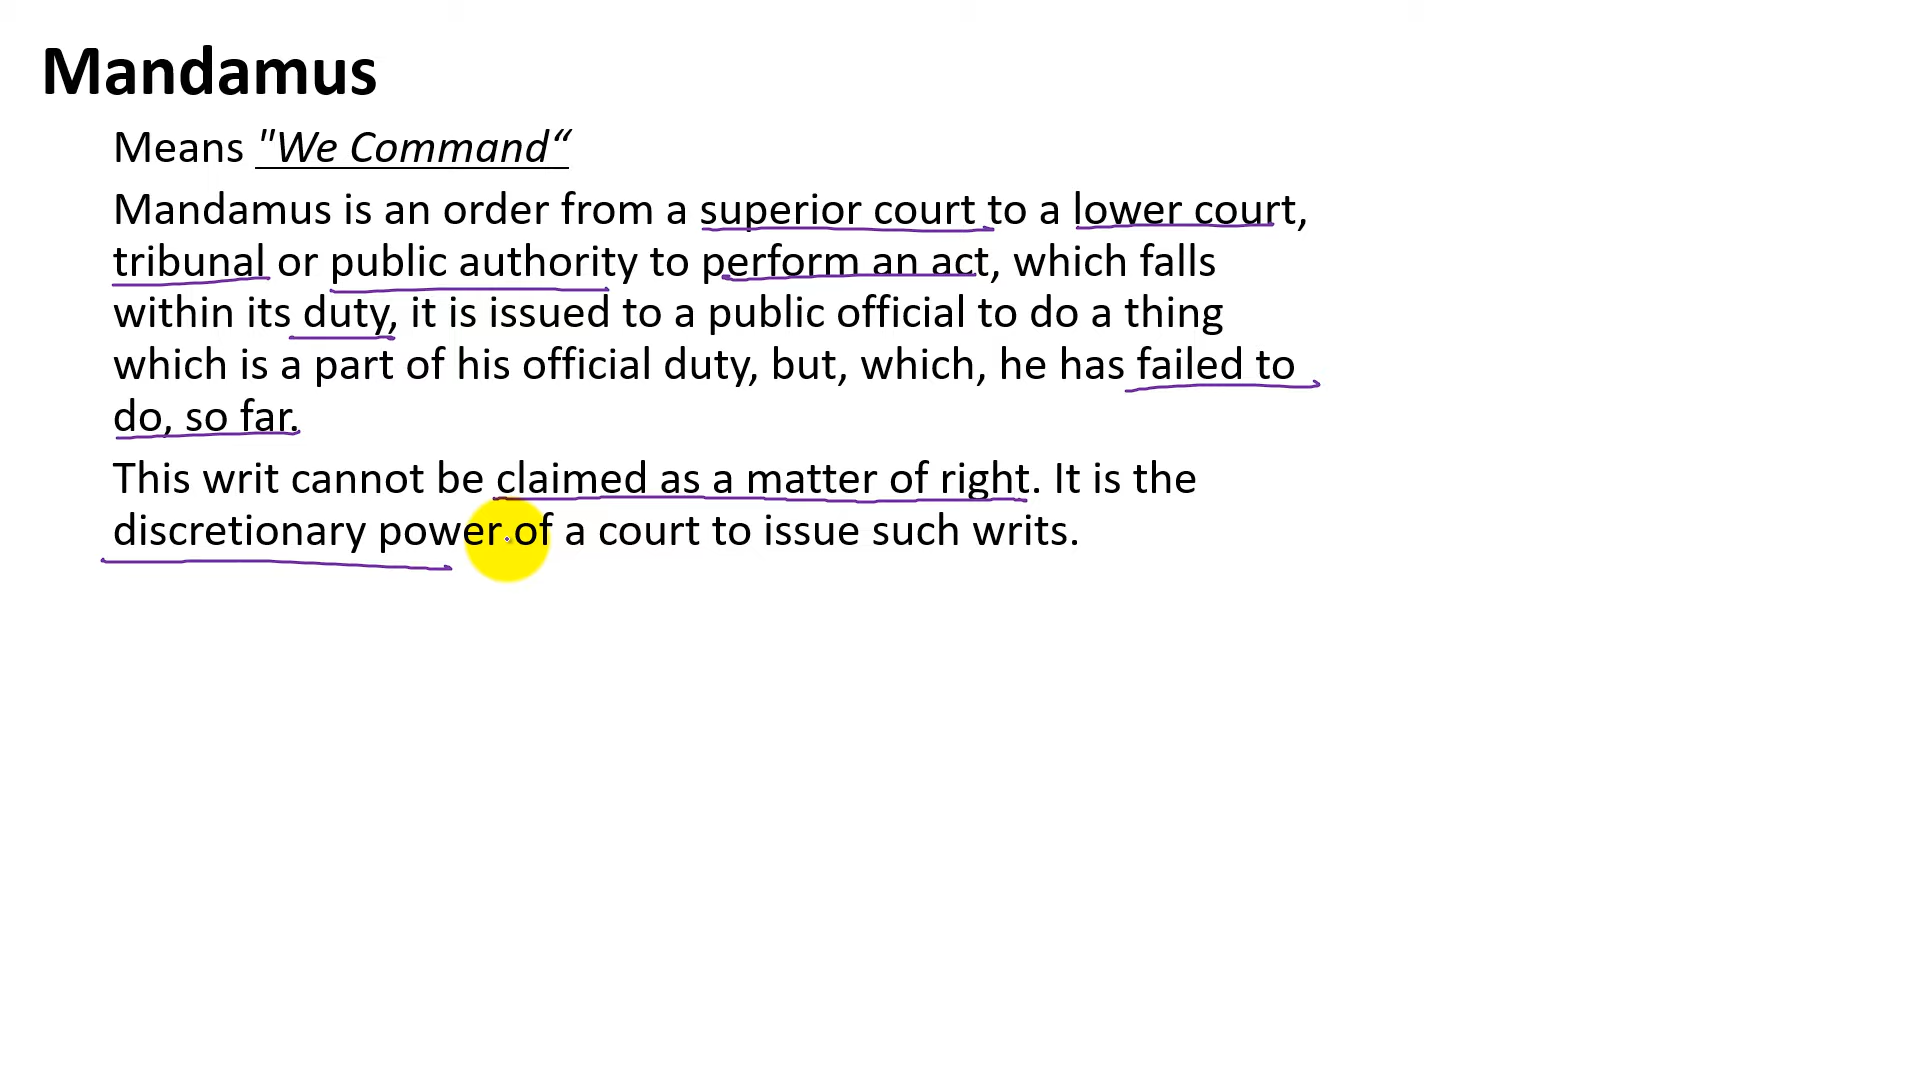 Mandamus
Means "We Command“
Mandamus is an order from a superior court to a lower court,
tribunal or public authority to perform an act, which falls
within its duty, it is issued to a public official to do a thing
which is a part of his official duty, but, which, he has failed to
do, so far.
This writ cannot be claimed as a matter of right. It is the
discretionary power of a court to issue such writs.